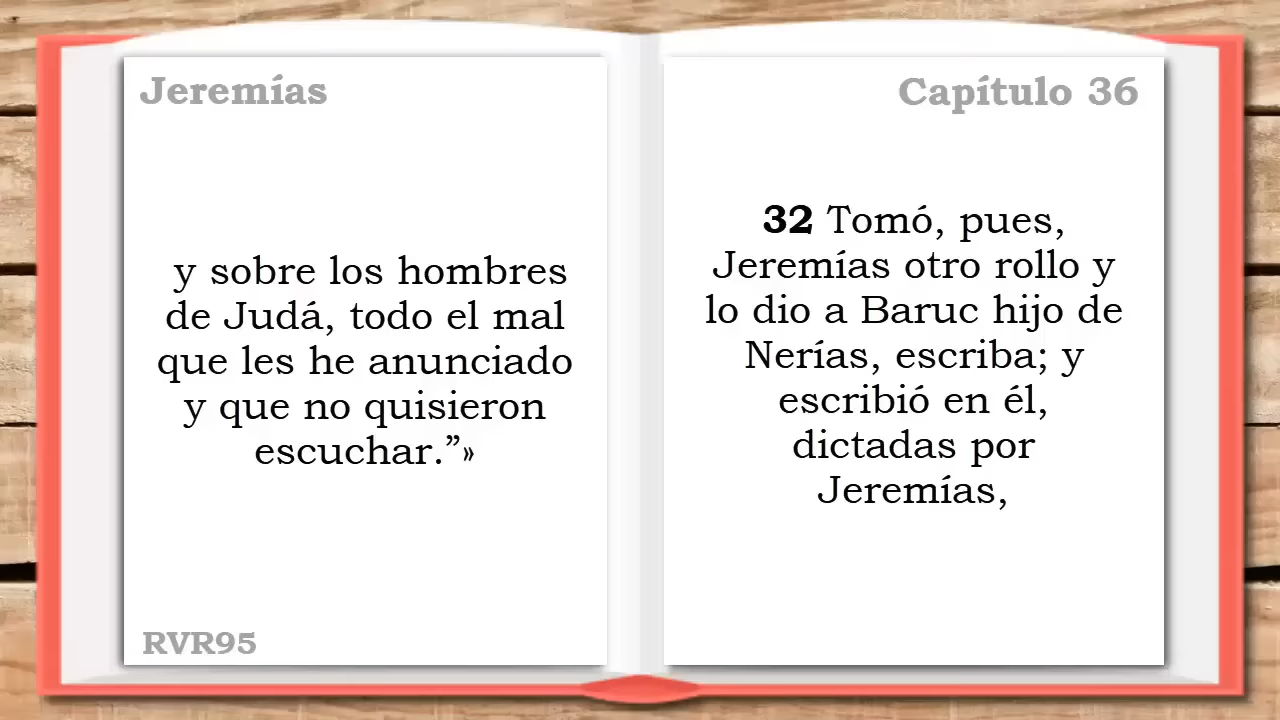 Jeremías
y sobre los hombres
de Judá, todo el mal
que les he anunciado
y que no quisieron
escuchar.”»
RVR95
Capítulo 36
32 Tomó, pues,
Jeremías otro rollo y
lo dio a Baruc hijo de
Nerías, escriba; y
escribió en él,
dictadas por
Jeremías,